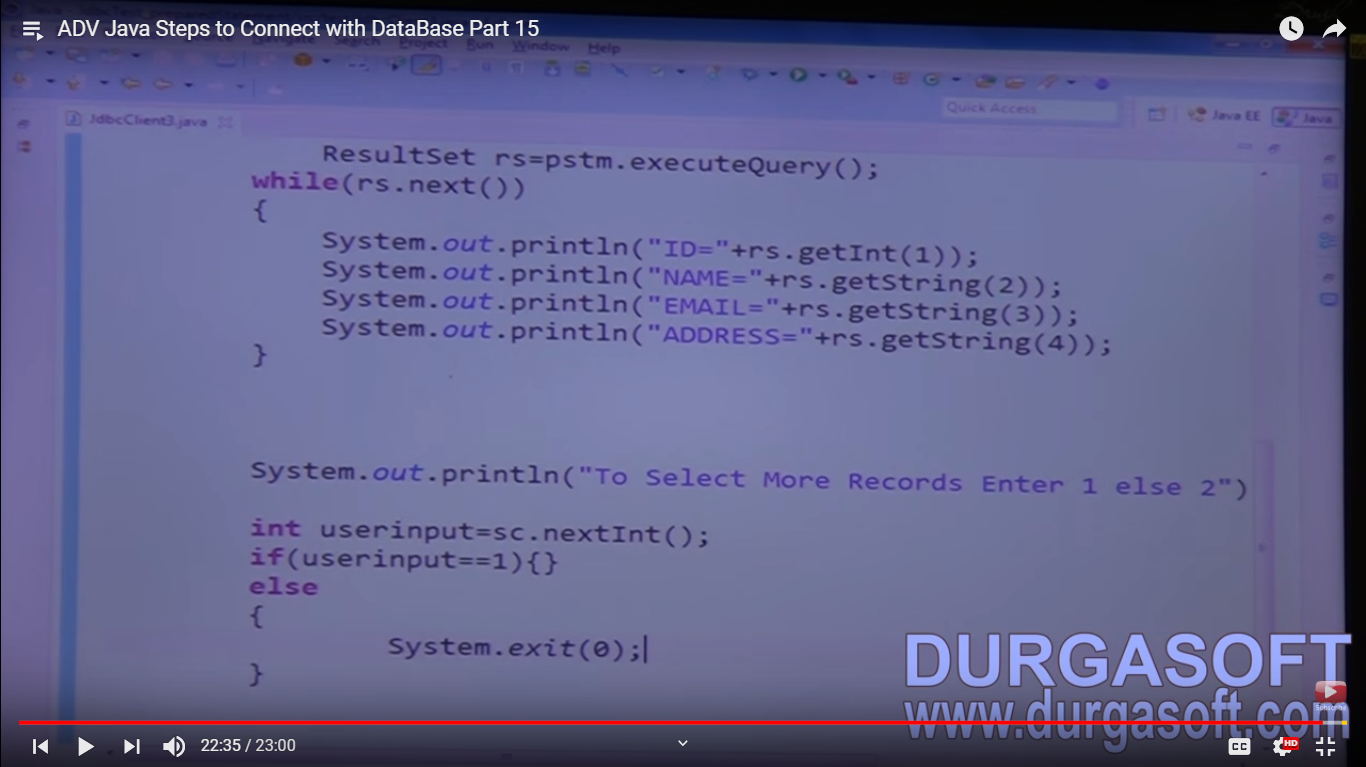 ADV Java Steps to Connect with DataBase Part 15
Search Project Run Window Help
Quick Access
Java EE
Java
JdbcClient3.java
ResultSet rs=pstm.executeQuery();
while(rs.next())
{
System.out.println("ID="+rs.getInt(1));
System.out.println("NAME="+rs.getString(2));
System.out.println("EMAIL="+rs.getString(3));
System.out.println("ADDRESS="+rs.getString(4));
}
System.out.println("To Select More Records Enter 1 else 2")
int userinput=sc.nextInt();
if(userinput==1){}
else
{
System.exit(0);
}
DURGASOFT
www.durgasoft.com
Subscribe
22:35 / 23:00
CC
HD